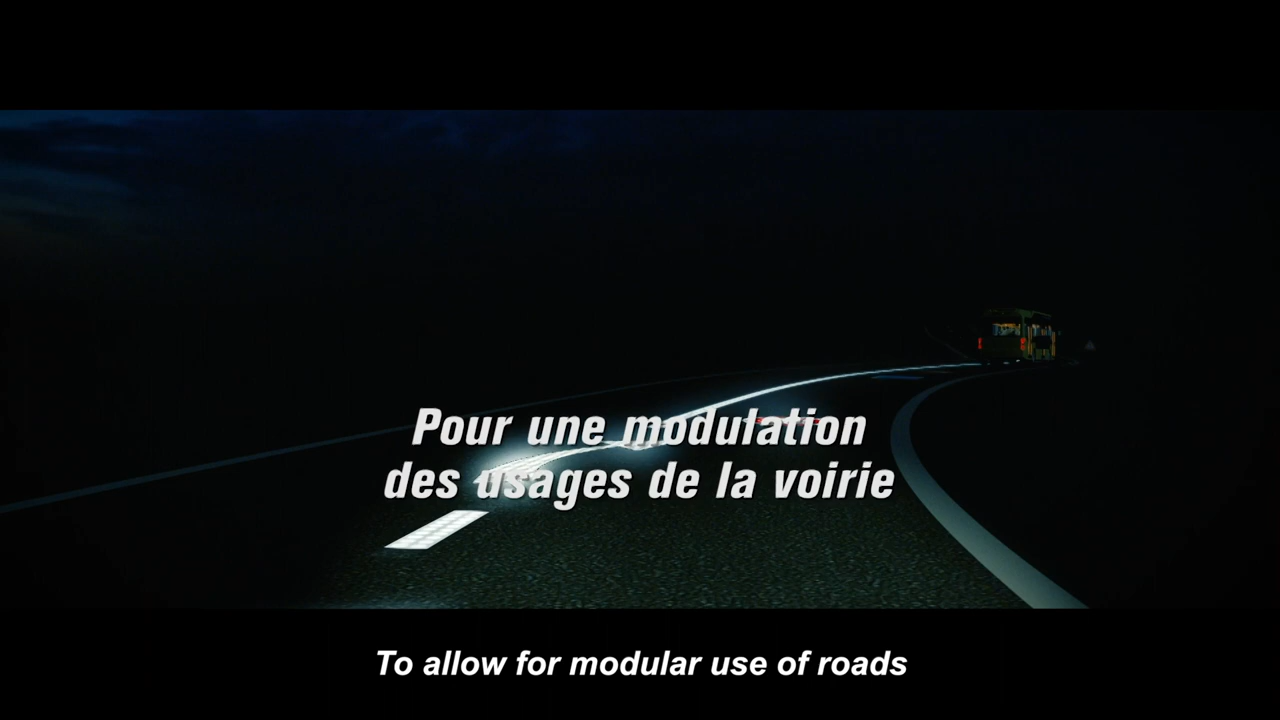 Pour une modulation
des usages de la voirie
To allow for modular use of roads